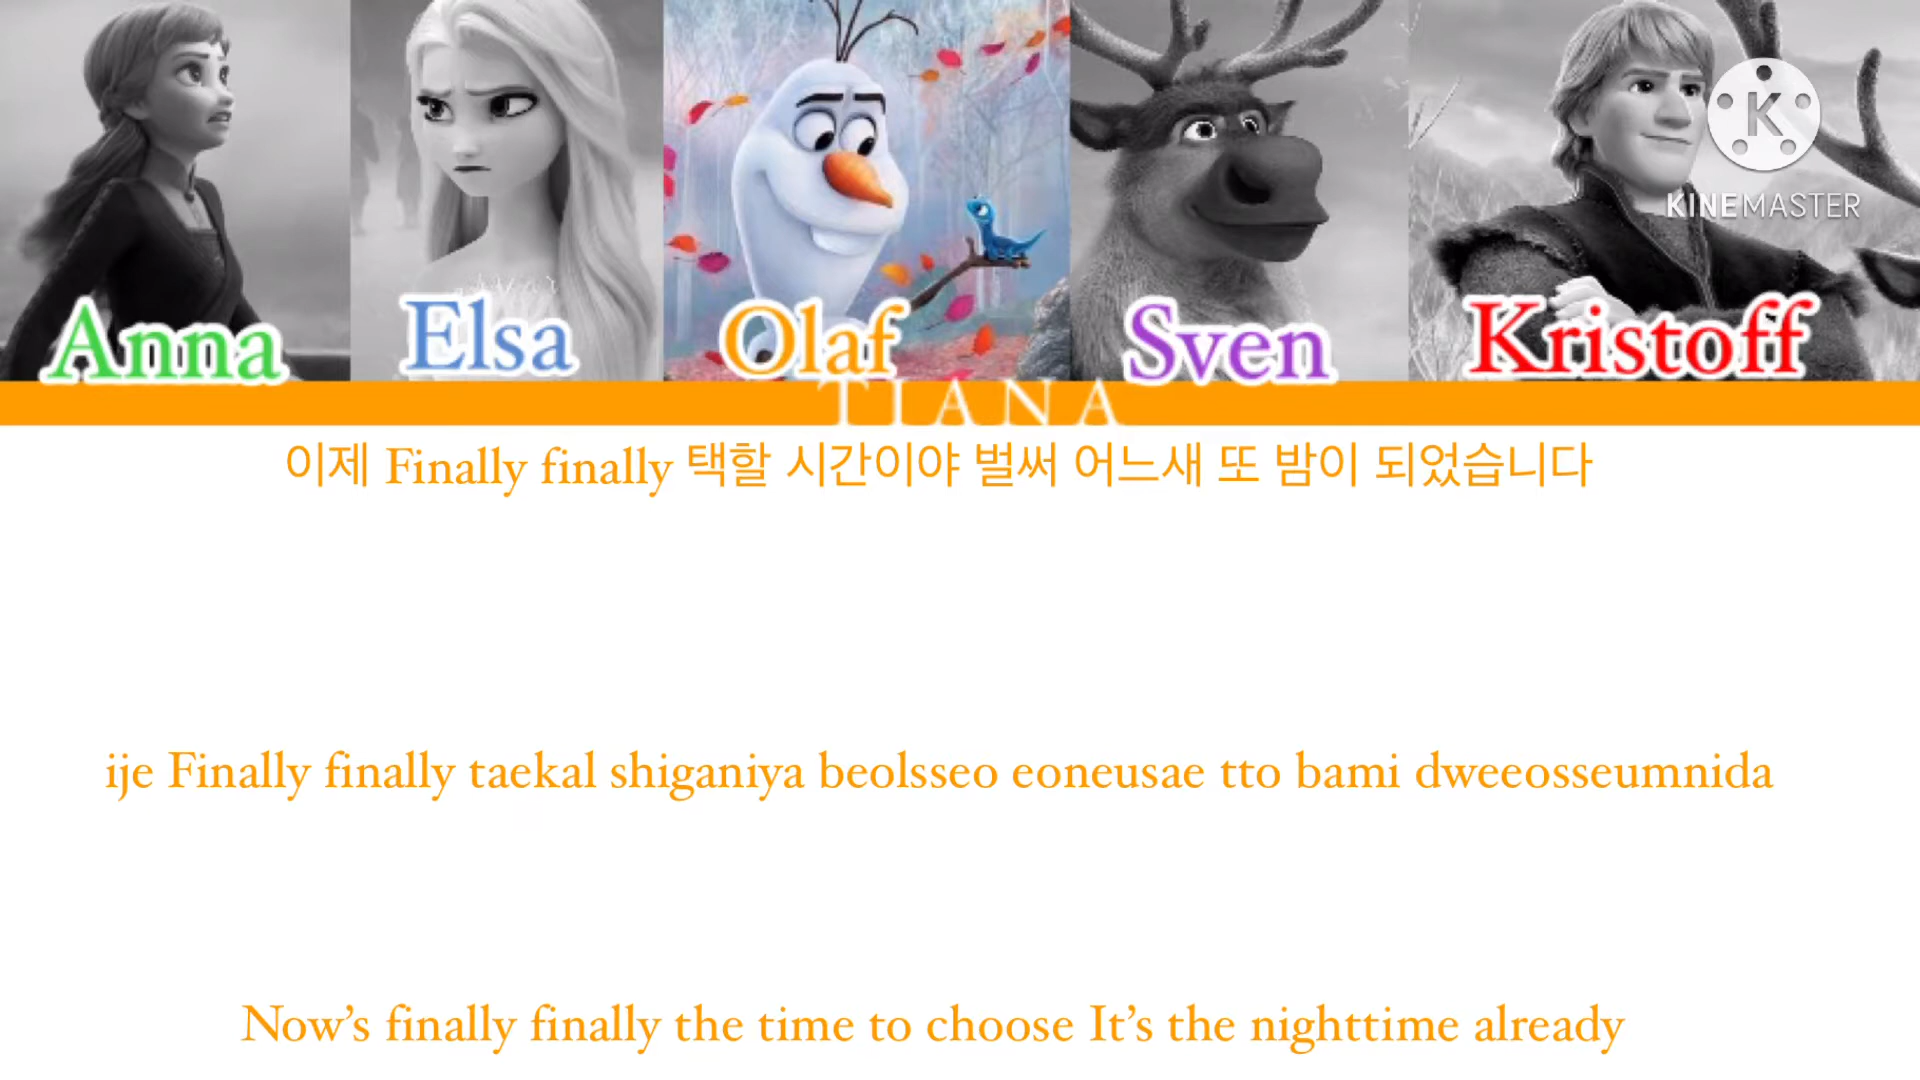 K
KINEMASTER
Anna Elsa Olaf Sven Kristoff
TIANA
이제 Finally finally 택할 시간이야 벌써 어느새 또 밤이 되었습니다
ije Finally finally taekal shiganiya beolsseo eoneusae tto bami dweeosseumnida
Now’s finally finally the time to choose It’s the nighttime already